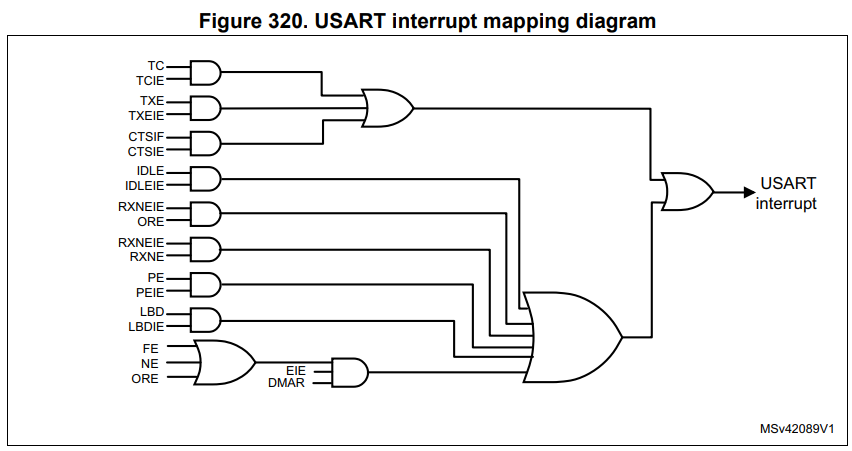 Figure 320. USART interrupt mapping diagram
TC
TCIE
TXE
TXEIE
CTSIF
CTSIE
IDLE
IDLEIE
RXNEIE
ORE
RXNEIE
RXNE
PE
PEIE
LBD
LBDIE
FE
NE
ORE
EIE
DMAR
USART
interrupt
MSv42089V1